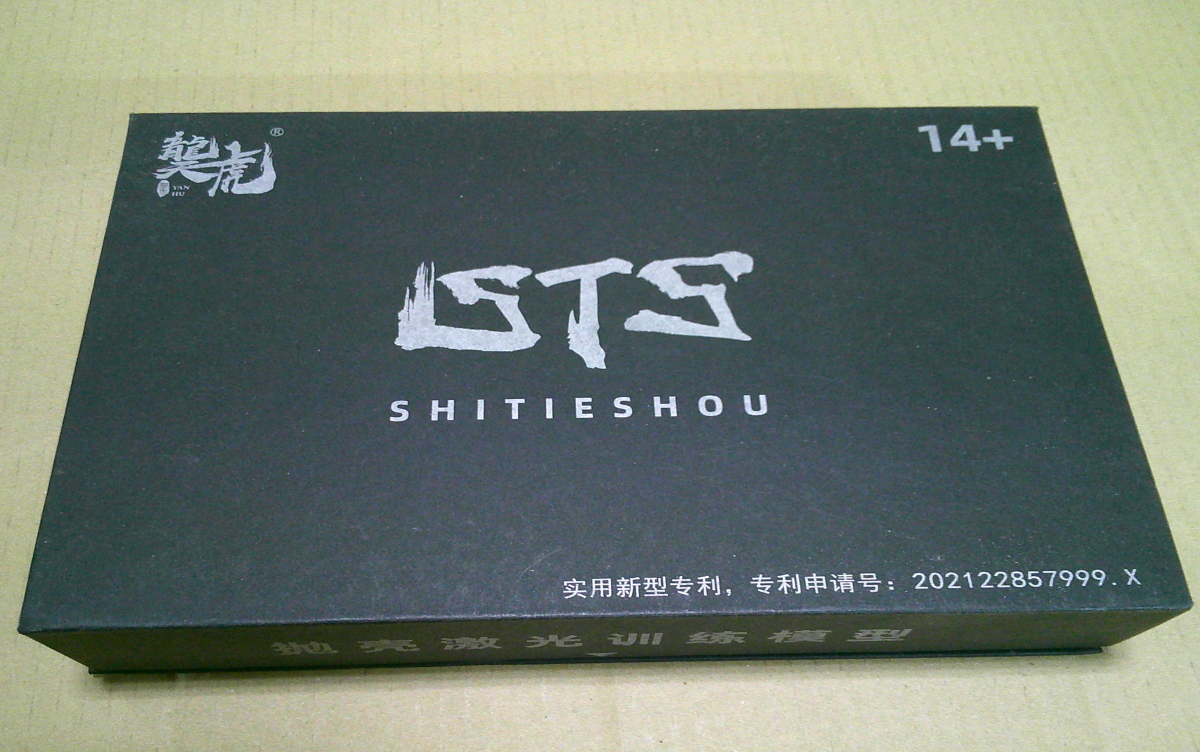 龑虎®
YAN
HU
14+
STS
SHITIESHOU
实用新型专利，专利申请号：202122857999.X
抛壳激光训练模型